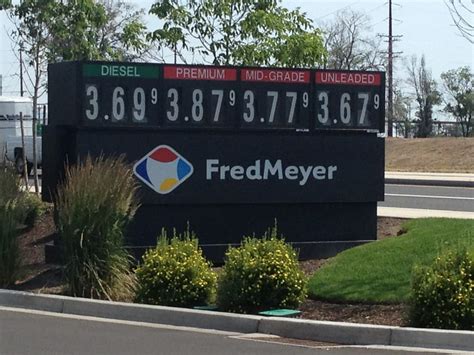 DIESEL PREMIUM MID-GRADE UNLEADED
3.69 9 3.87 9 3.77 9 3.67 9
FredMeyer